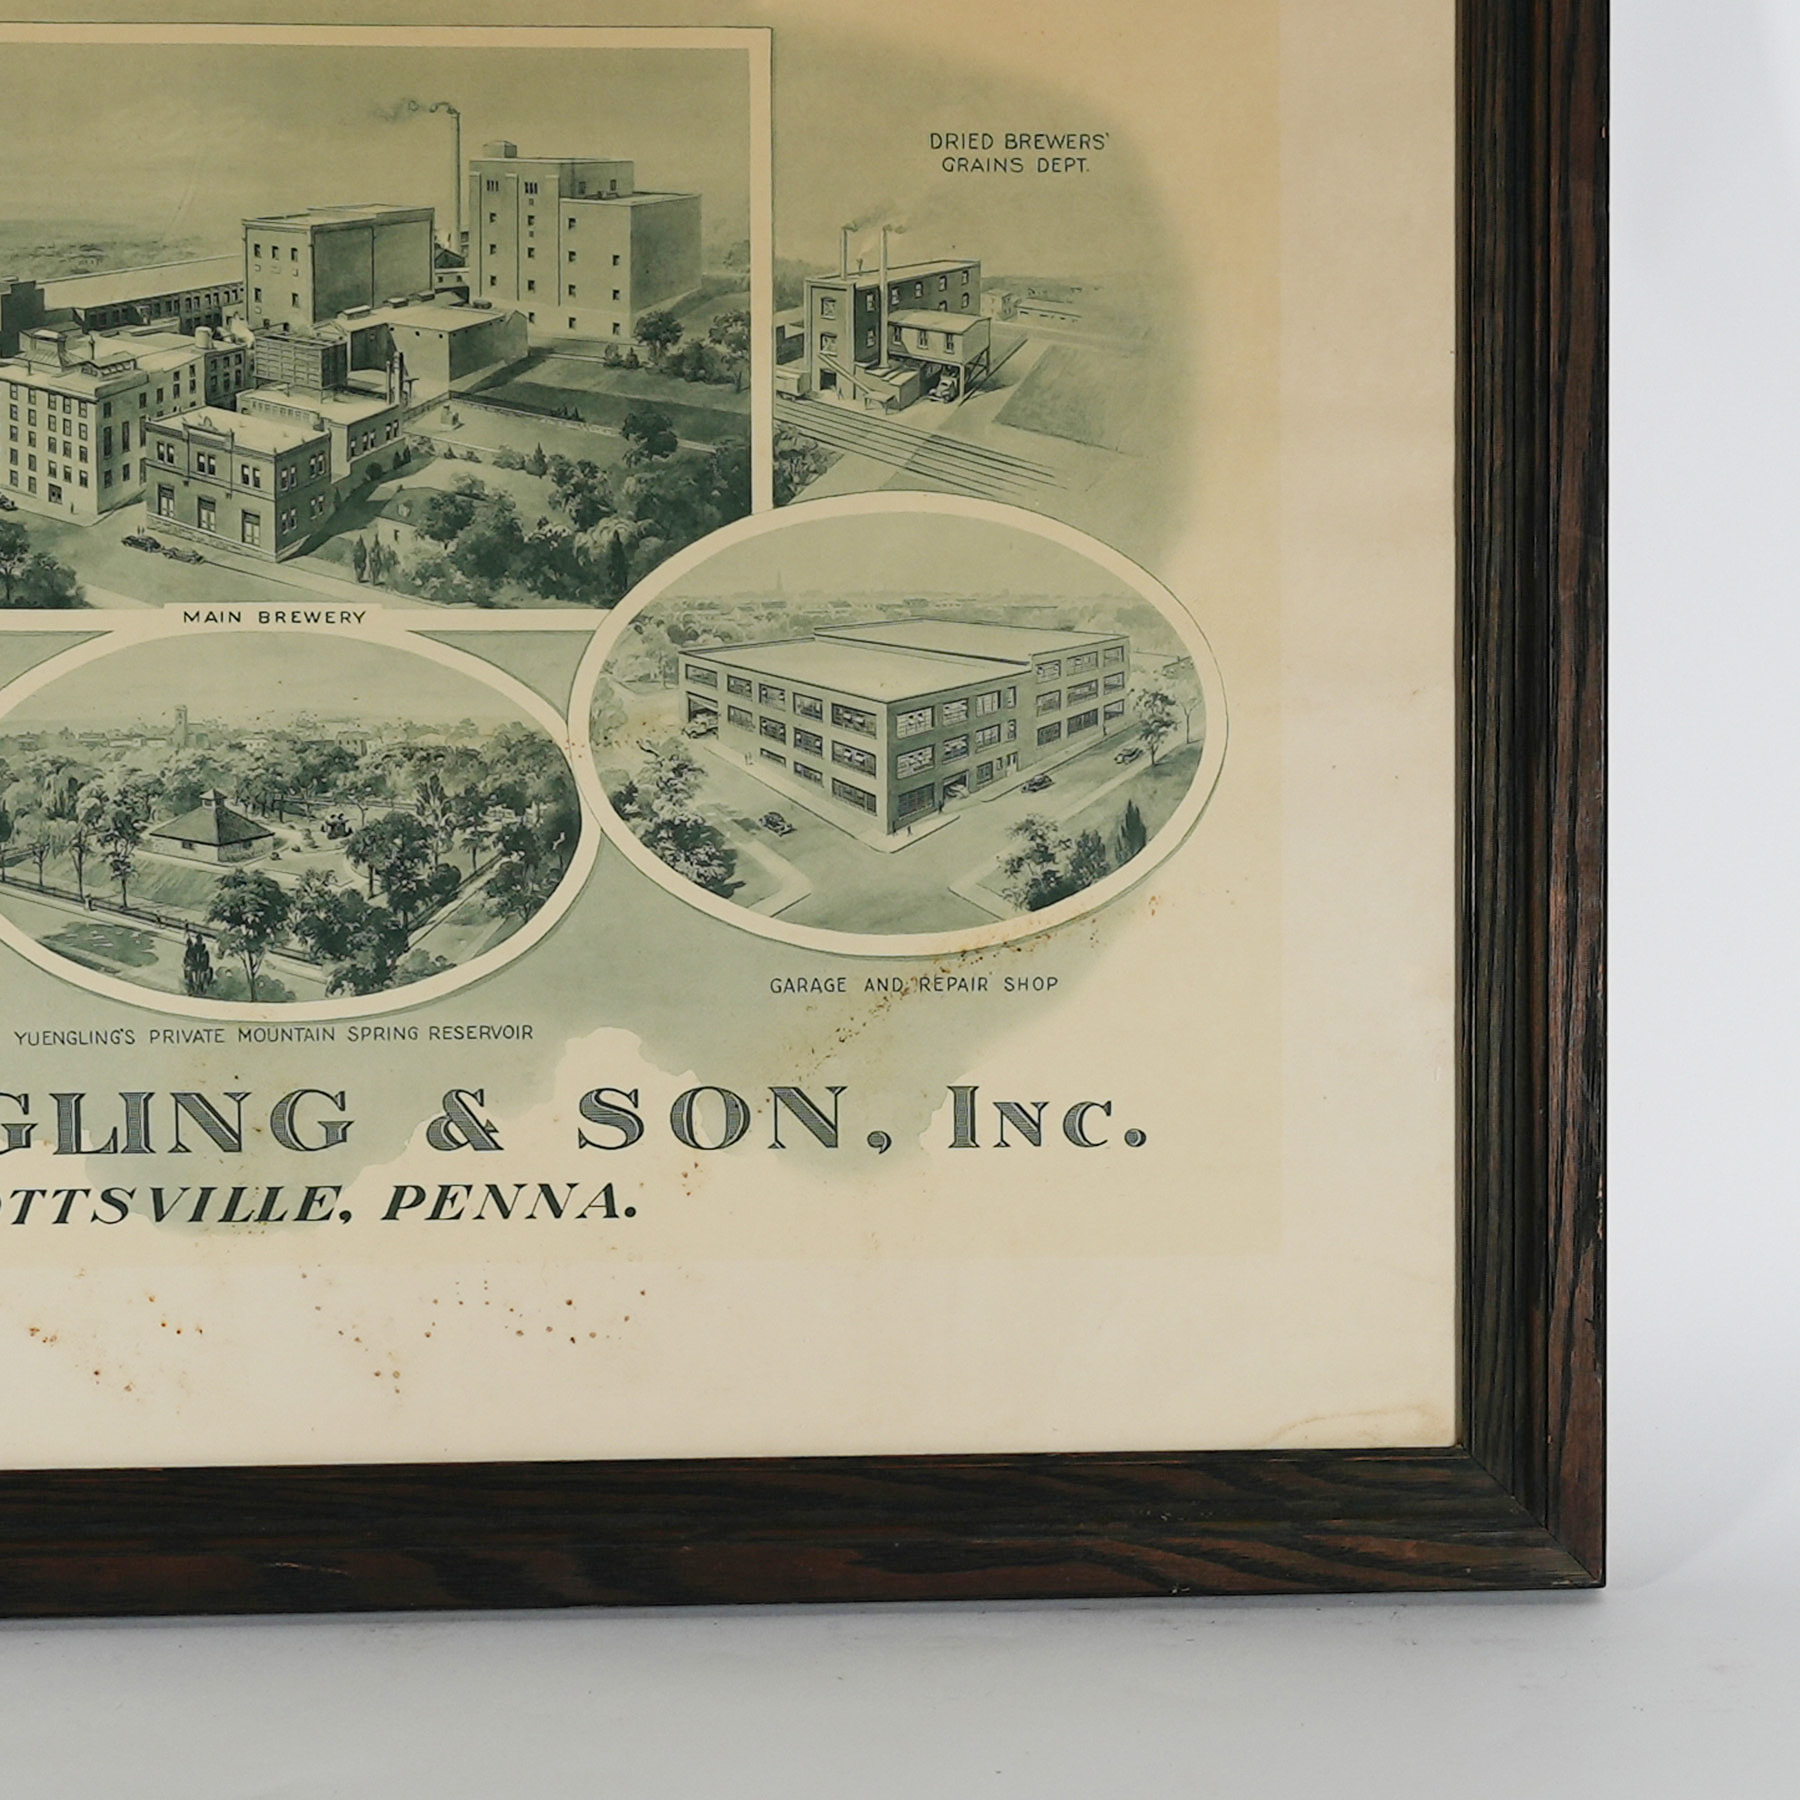 DRIED BREWERS'
GRAINS DEPT.
MAIN BREWERY
GARAGE AND REPAIR SHOP
YUENGLING'S PRIVATE MOUNTAIN SPRING RESERVOIR
GLING & SON, INC.
OTTSVILLE, PENNA.